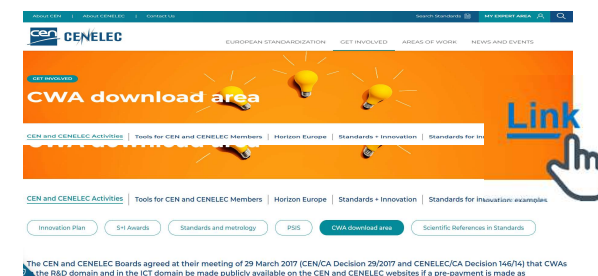 About CEN | About CENELEC | Contact Us
Search Standards MY EXPERT AREA
cen CENELEC
EUROPEAN STANDARDIZATION GET INVOLVED AREAS OF WORK NEWS AND EVENTS
GET INVOLVED
CWA download area
Link
CEN and CENELEC Activities | Tools for CEN and CENELEC Members | Horizon Europe | Standards + Innovation | Standards for in
CWA download area
CEN and CENELEC Activities | Tools for CEN and CENELEC Members | Horizon Europe | Standards + Innovation | Standards for innovation: examples
Innovation Plan S+I Awards Standards and metrology PSIS CWA download area Scientific References in Standards
The CEN and CENELEC Boards agreed at their meeting of 29 March 2017 (CEN/CA Decision 29/2017 and CENELEC/CA Decision 146/14) that CWAs
the R&D domain and in the ICT domain be made publicly available on the CEN and CENELEC websites if a pre-payment is made as